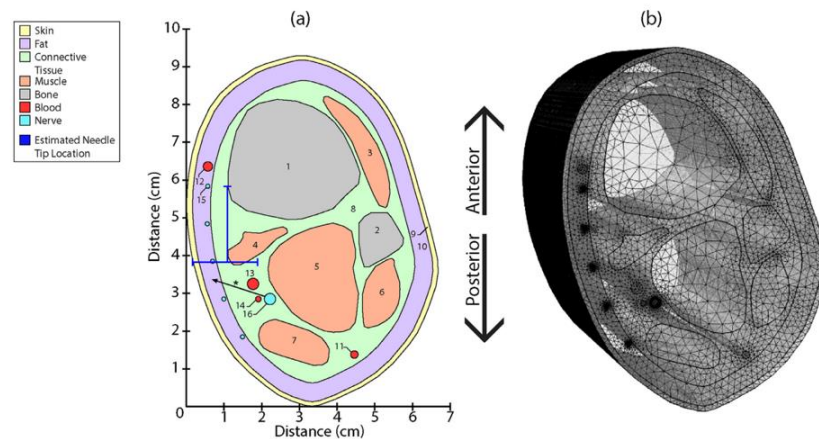 (a)
(b)
Skin
Fat
Connective
Tissue
Muscle
Bone
Blood
Nerve
Estimated Needle
Tip Location
Distance (cm)
10
9
8
7
6
5
4
3
2
1
0
1
2
3
4
5
6
7
Distance (cm)
1
3
12
15
8
2
9
10
4
13
5
*
14
16
6
7
11
Anterior
Posterior